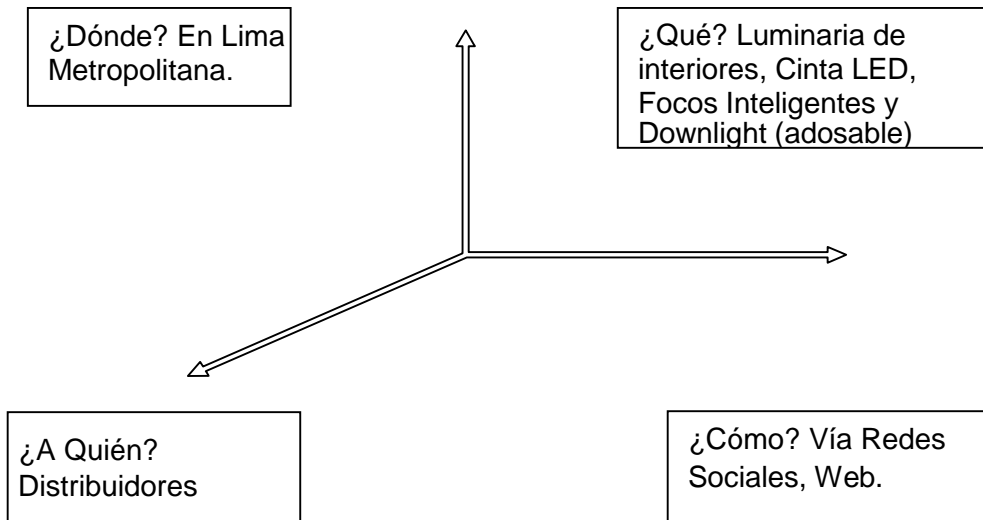 ¿Dónde? En Lima
Metropolitana.
¿Qué? Luminaria de
interiores, Cinta LED,
Focos Inteligentes y
Downlight (adosable)
¿A Quién?
Distribuidores
¿Cómo? Vía Redes
Sociales, Web.